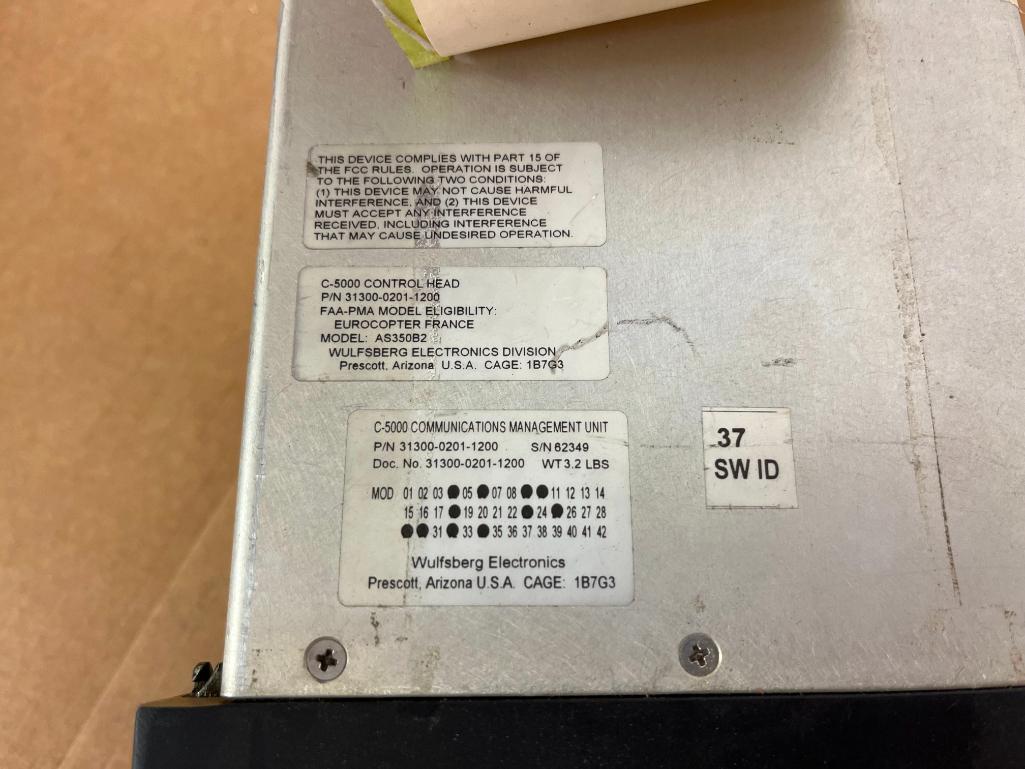 THIS DEVICE COMPLIES WITH PART 15 OF
THE FCC RULES. OPERATION IS SUBJECT
TO THE FOLLOWING TWO CONDITIONS:
(1) THIS DEVICE MAY NOT CAUSE HARMFUL
INTERFERENCE, AND (2) THIS DEVICE
MUST ACCEPT ANY INTERFERENCE
RECEIVED, INCLUDING INTERFERENCE
THAT MAY CAUSE UNDESIRED OPERATION.
C-5000 CONTROL HEAD
P/N 31300-0201-1200
FAA-PMA MODEL ELIGIBILITY:
EUROCOPTER FRANCE
MODEL: AS350B2
WULFSBERG ELECTRONICS DIVISION
Prescott, Arizona U.S.A. CAGE: 1B7G3
C-5000 COMMUNICATIONS MANAGEMENT UNIT
P/N 31300-0201-1200 S/N 62349
Doc. No. 31300-0201-1200 WT 3.2 LBS
MOD 01 02 03 ● 05 ● 07 08 ● ● 11 12 13 14
15 16 17 ● 19 20 21 22 ● 24 ● 26 27 28
● ● 31 ● 33 ● 35 36 37 38 39 40 41 42
Wulfsberg Electronics
Prescott, Arizona U.S.A. CAGE: 1B7G3
37
SW ID